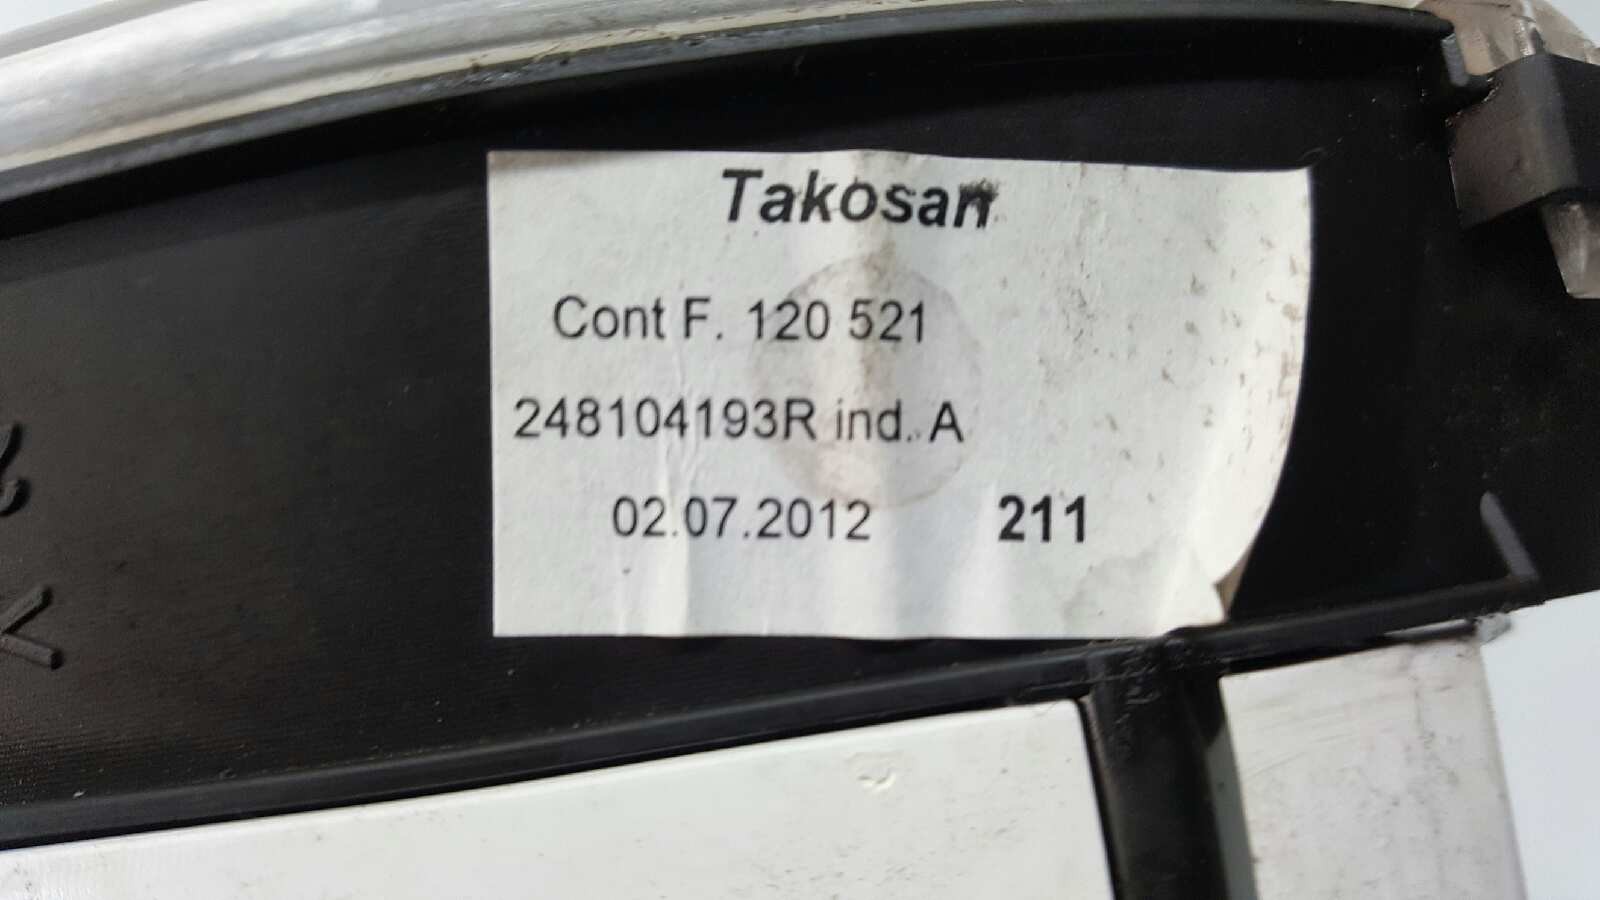 Takosan
Cont F. 120 521
248104193R ind. A
02.07.2012 211